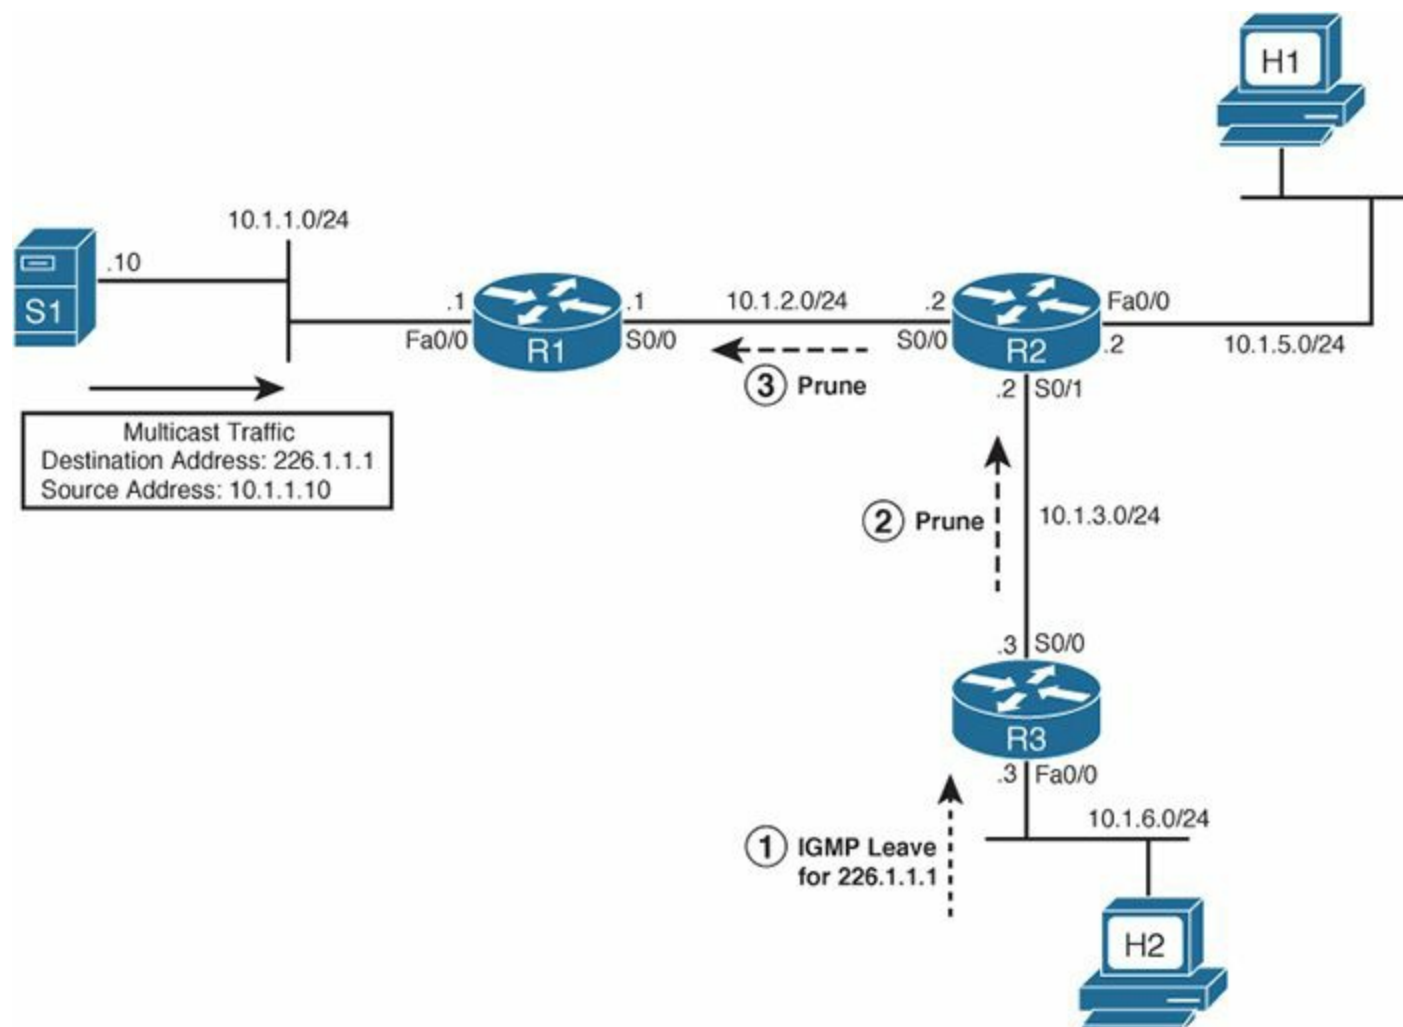 H1
10.1.1.0/24
.10
S1
.1
Fa0/0
R1
.1
S0/0
10.1.2.0/24
.2
S0/0
R2
Fa0/0
.2
10.1.5.0/24
3 Prune
.2 S0/1
Multicast Traffic
Destination Address: 226.1.1.1
Source Address: 10.1.1.10
2 Prune
10.1.3.0/24
.3 S0/0
R3
.3 Fa0/0
10.1.6.0/24
1 IGMP Leave
for 226.1.1.1
H2